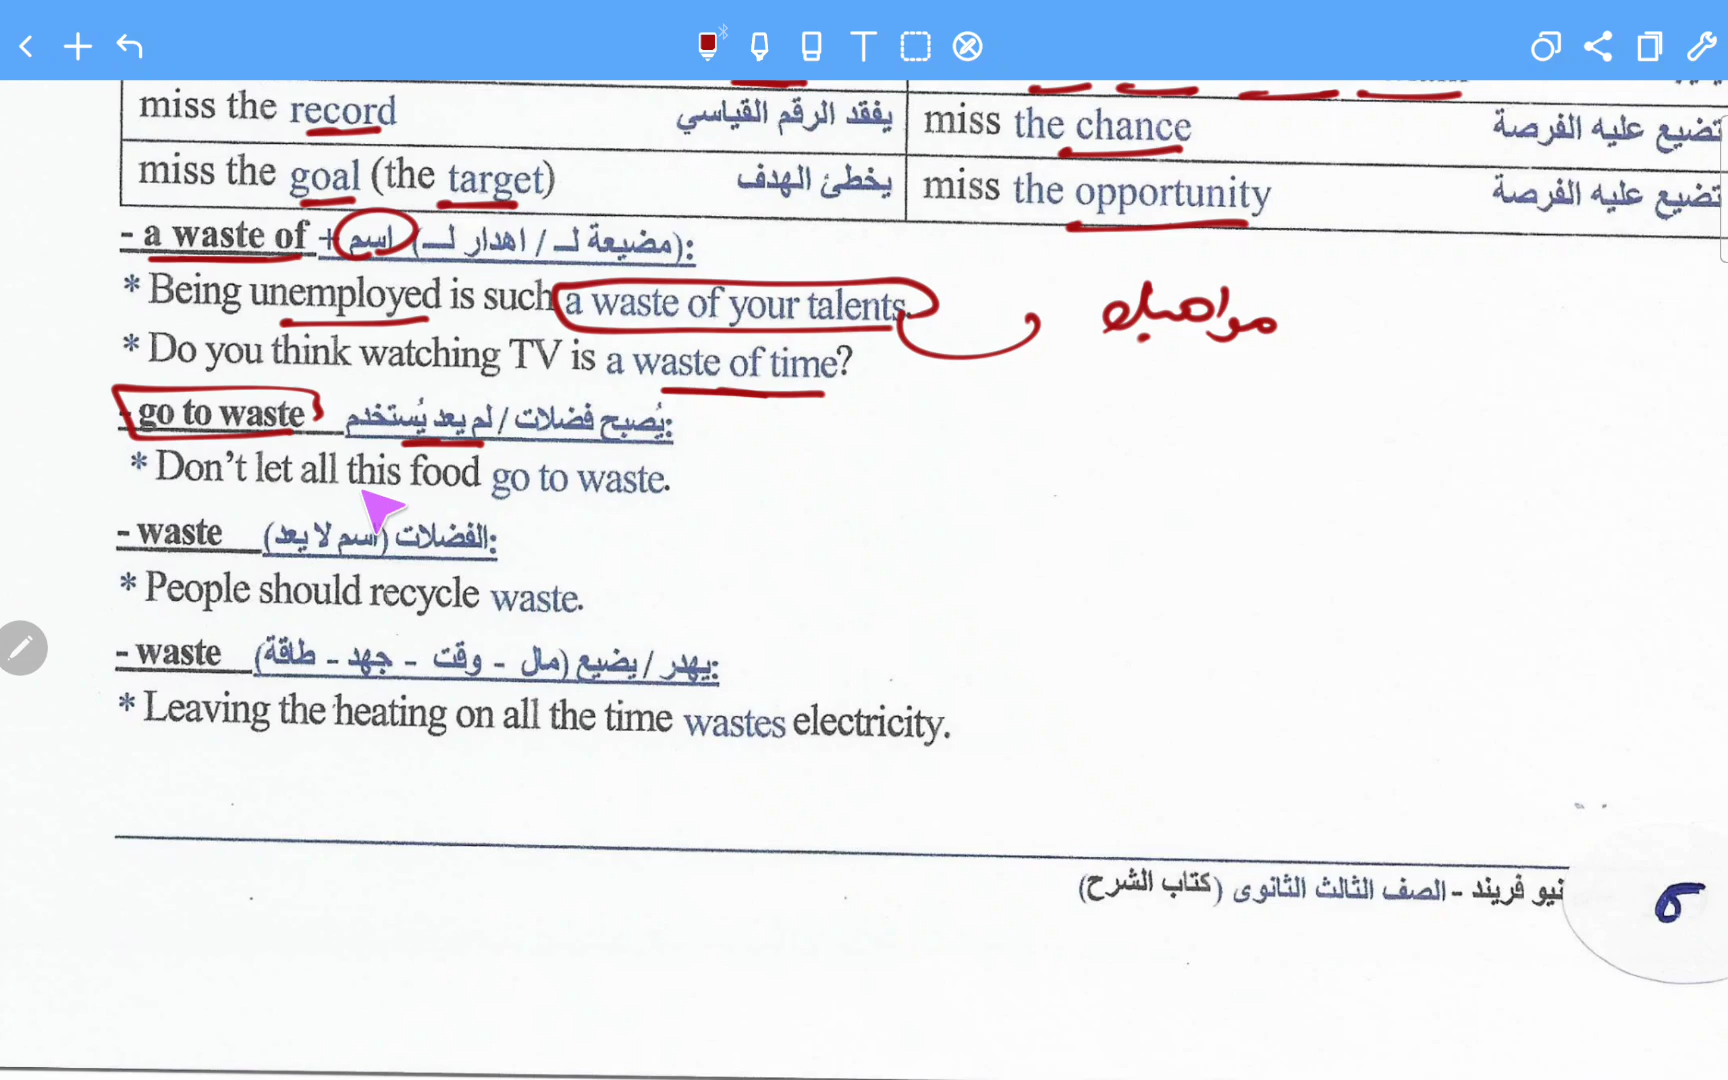 miss the record يفقد الرقم القياسي miss the chance تضيع عليه الفرصة
miss the goal (the target) يخطئ الهدف miss the opportunity تضيع عليه الفرصة
- a waste of + اسم (مضيعة لـ / اهدار لـ):
* Being unemployed is such a waste of your talents. مواهبك
* Do you think watching TV is a waste of time?
- go to waste يُصبح فضلات / لم يعد يُستخدم:
* Don't let all this food go to waste.
- waste الفضلات (اسم لا يعد):
* People should recycle waste.
- waste يهدر / يضيع (مال - وقت - جهد - طاقة):
* Leaving the heating on all the time wastes electricity.
نيو فريند - الصف الثالث الثانوى (كتاب الشرح)